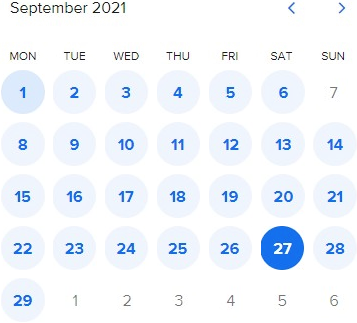 September 2021
MON TUE WED THU FRI SAT SUN
1 2 3 4 5 6 7
8 9 10 11 12 13 14
15 16 17 18 19 20 21
22 23 24 25 26 27 28
29 1 2 3 4 5 6